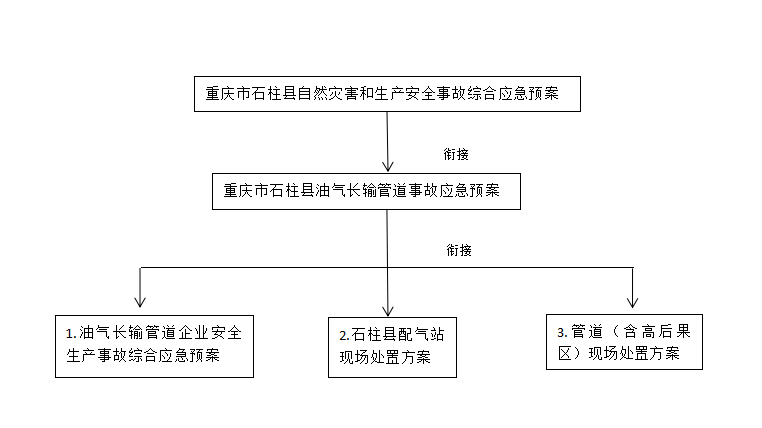 重庆市石柱县自然灾害和生产安全事故综合应急预案
衔接
重庆市石柱县油气长输管道事故应急预案
衔接
1.油气长输管道企业安全
生产事故综合应急预案
2.石柱县配气站
现场处置方案
3.管道（含高后果
区）现场处置方案